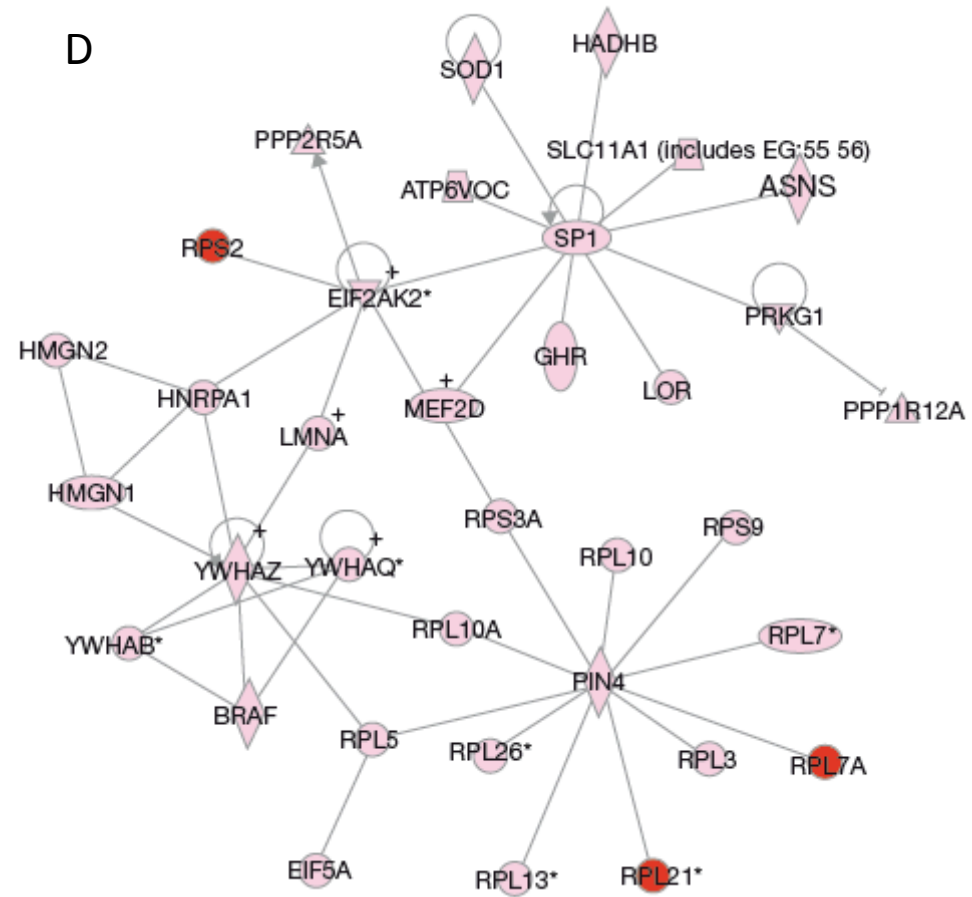 D
SOD1
HADHB
PPP2R5A
SLC11A1 (includes EG:55 56)
ATP6VOC
ASNS
RPS2
SP1
+
EIF2AK2*
PRKG1
HMGN2
GHR
HNRPA1
+
MEF2D
LOR
PPP1R12A
+
LMNA
HMGN1
RPS3A
RPS9
+
+
YWHAZ
YWHAQ*
RPL10
YWHAB*
RPL10A
RPL7*
PIN4
BRAF
RPL5
RPL26*
RPL3
RPL7A
EIF5A
RPL13*
RPL21*